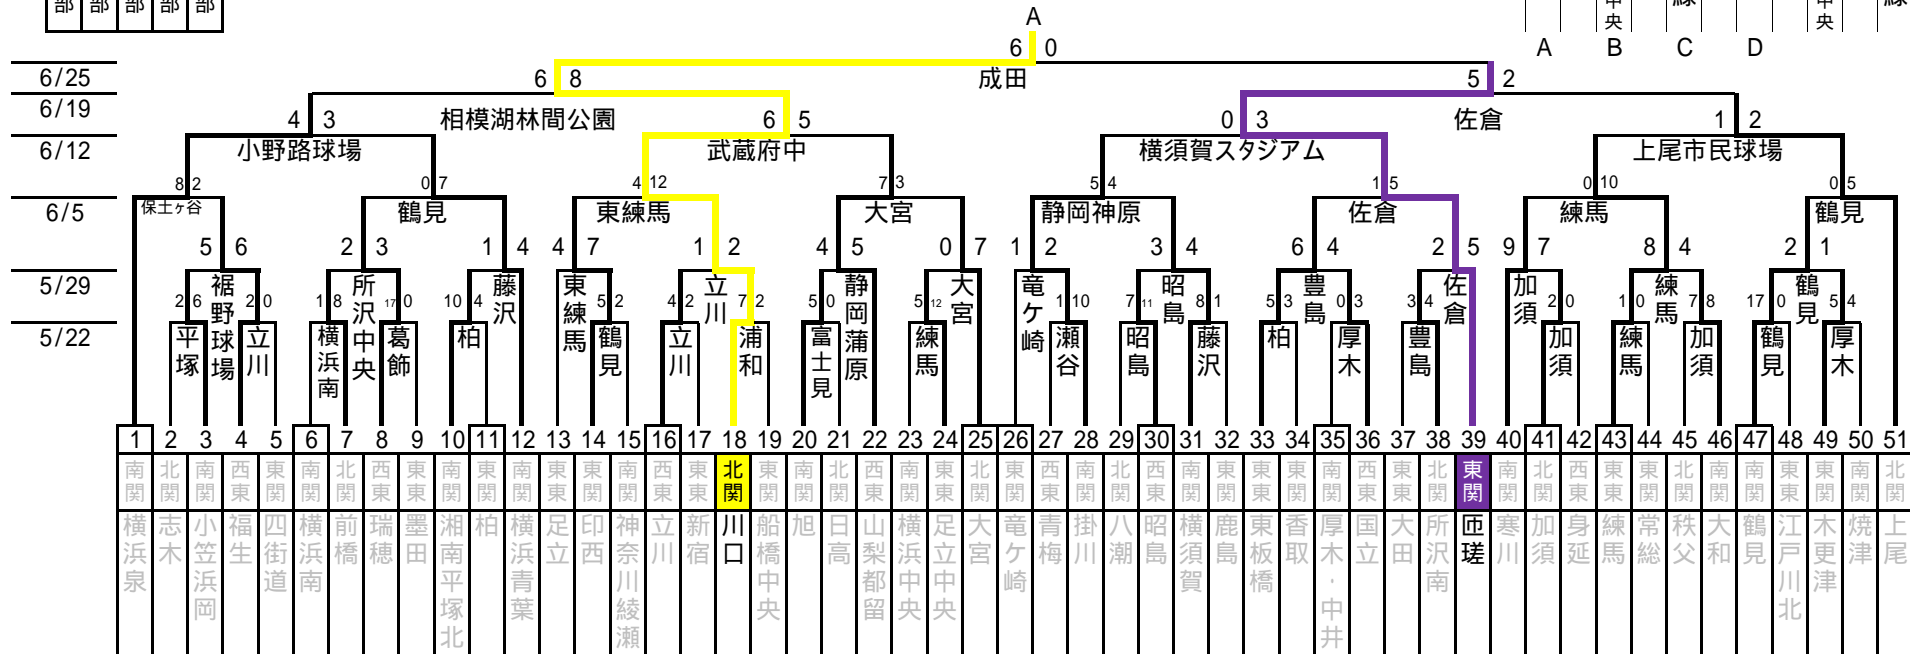 部 部 部 部 部
中央 線 中央 線
A
A B C D
6 0
6/25 6 8 成田 5 2
6/19 4 3 相模湖林間公園 6 5 0 3 佐倉 1 2
6/12 小野路球場 武蔵府中 横須賀スタジアム 上尾市民球場
8 2 0 7 4 12 7 3 5 4 1 5 0 10 0 5
6/5 保土ヶ谷 鶴見 東練馬 大宮 静岡神原 佐倉 練馬 鶴見
5 6 2 3 1 4 4 7 1 2 4 5 0 7 1 2 3 4 6 4 2 5 9 7 8 4 2 1
5/29 裾野球場 所沢中央 藤沢 東練馬 立川 静岡蒲原 大宮 竜ケ崎 昭島 豊島 佐倉 加須 練馬 鶴見
2 6 2 0 1 8 17 0 10 4 5 2 4 2 7 2 5 0 5 12 1 10 7 11 8 1 5 3 0 3 3 4 2 0 1 0 7 8 17 0 5 4
5/22 平塚 立川 横浜南 葛飾 柏 鶴見 立川 浦和 富士見 練馬 瀬谷 昭島 藤沢 柏 厚木 豊島 加須 練馬 加須 鶴見 厚木
1 2 3 4 5 6 7 8 9 10 11 12 13 14 15 16 17 18 19 20 21 22 23 24 25 26 27 28 29 30 31 32 33 34 35 36 37 38 39 40 41 42 43 44 45 46 47 48 49 50 51
南関 北関 南関 西東 東関 南関 北関 西東 東関 南関 東関 南関 東東 東関 南関 西東 東東 北関 東関 南関 北関 南関 南関 東東 北関 東関 西東 南関 北関 西東 南関 東関 東東 東関 南関 西東 東東 北関 東関 南関 北関 西東 東東 東関 北関 南関 南関 東東 東関 南関 北関
横浜泉 志木 小笠浜岡 福生 四街道 横浜南 前橋 瑞穂 墨田 湘南平塚北 柏 横浜青葉 足立 印西 神奈川綾瀬 立川 新宿 川口 船橋中央 旭 日高 山梨都留 横浜中央 足立中央 大宮 竜ケ崎 青梅 掛川 八潮 昭島 横須賀 鹿島 東板橋 香取 厚木・中井 国立 大田 所沢南 匝瑳 寒川 加須 身延 練馬 常総 秩父 大和 鶴見 江戸川北 木更津 焼津 上尾